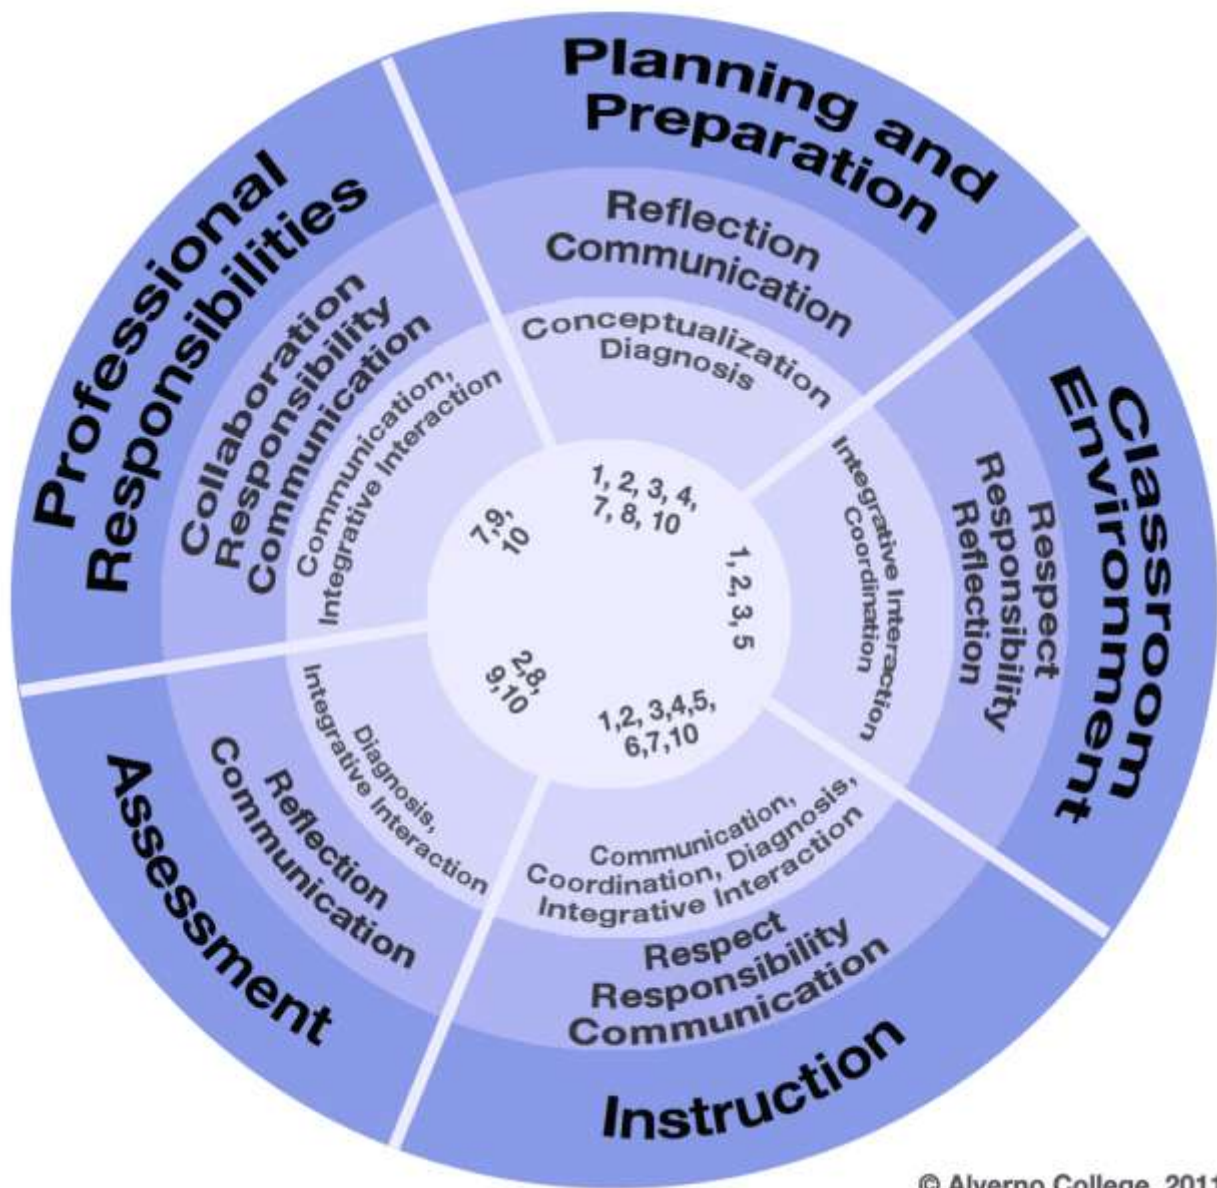 Planning and
Preparation
Reflection
Communication
Conceptualization
Diagnosis
1, 2, 3, 4,
7, 8, 10
Classroom
Environment
Respect
Responsibility
Reflection
Integrative Interaction
Coordination
1, 2, 3, 5
Instruction
Respect
Responsibility
Communication
Communication,
Coordination, Diagnosis,
Integrative Interaction
1,2, 3,4,5,
6,7,10
Assessment
Reflection
Communication
Diagnosis,
Integrative Interaction
2,8,
9,10
Professional
Responsibilities
Collaboration
Responsibility
Communication
Communication,
Integrative Interaction
7,9,
10
© Alverno College, 2011